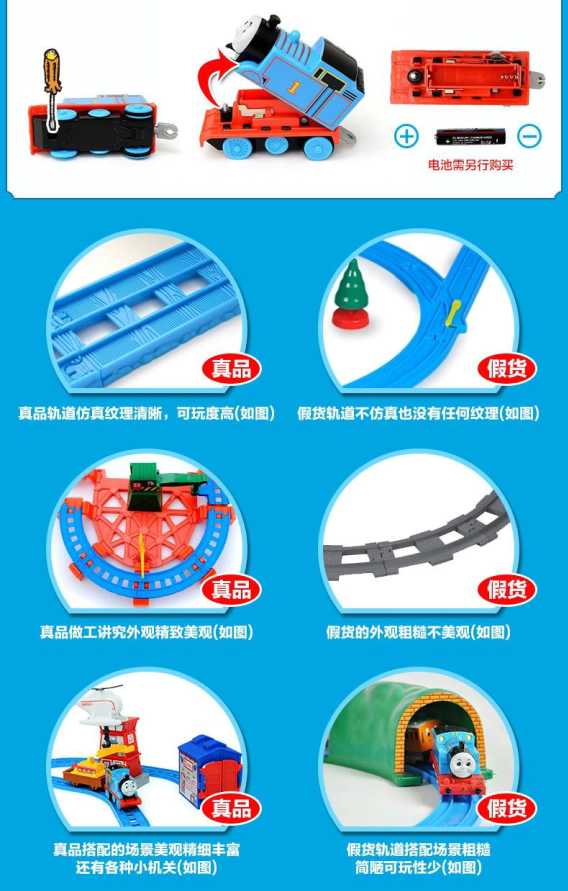 1
电池需另行购买
真品
假货
真品轨道仿真纹理清晰，可玩度高(如图)
假货轨道不仿真也没有任何纹理(如图)
真品
假货
真品做工讲究外观精致美观(如图)
假货的外观粗糙不美观(如图)
真品
假货
真品搭配的场景美观精细丰富
还有各种小机关(如图)
假货轨道搭配场景粗糙
简陋可玩性少(如图)